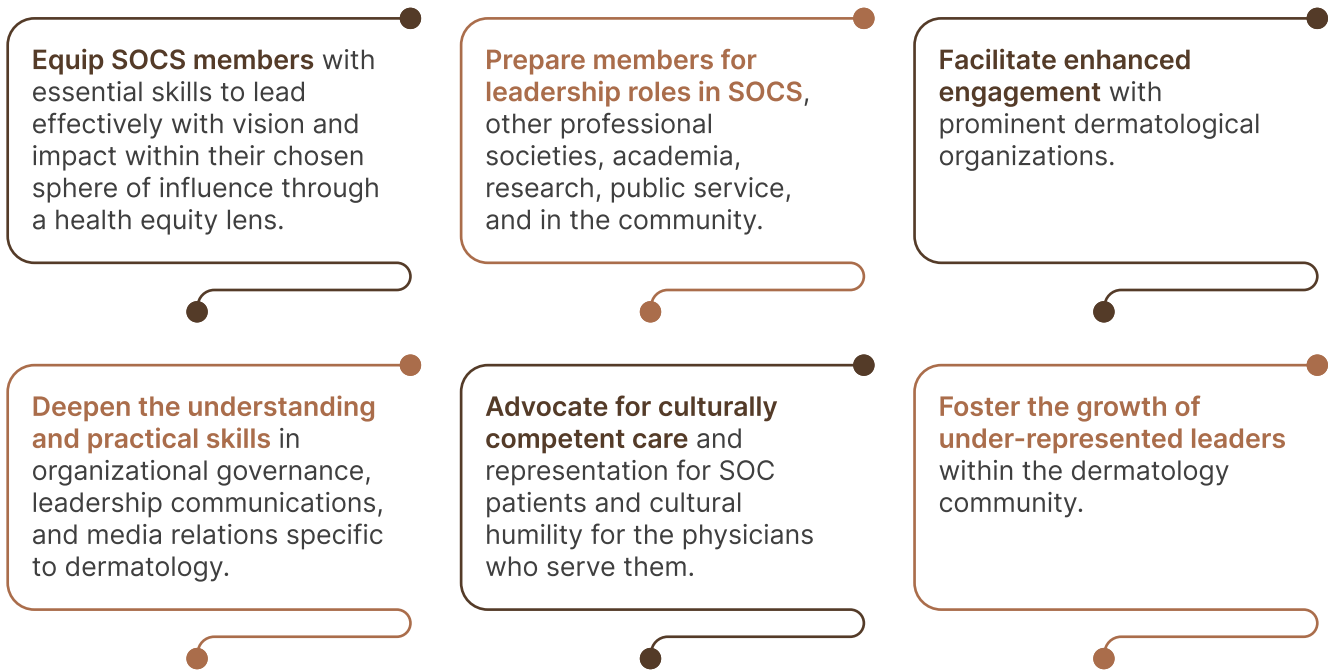 Equip SOCS members with
essential skills to lead
effectively with vision and
impact within their chosen
sphere of influence through
a health equity lens.
Prepare members for
leadership roles in SOCS,
other professional
societies, academia,
research, public service,
and in the community.
Facilitate enhanced
engagement with
prominent dermatological
organizations.
Deepen the understanding
and practical skills in
organizational governance,
leadership communications,
and media relations specific
to dermatology.
Advocate for culturally
competent care and
representation for SOC
patients and cultural
humility for the physicians
who serve them.
Foster the growth of
under-represented leaders
within the dermatology
community.